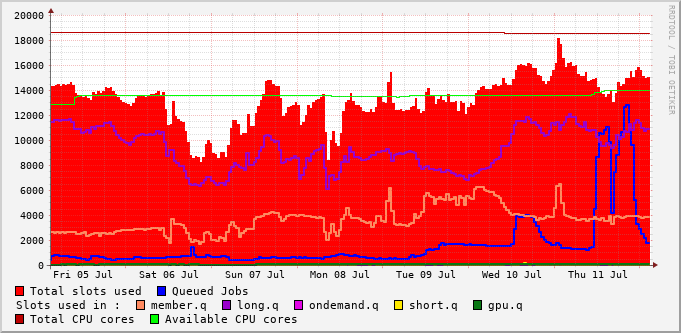 20000
18000
16000
14000
12000
10000
8000
6000
4000
2000
0
Fri 05 Jul Sat 06 Jul Sun 07 Jul Mon 08 Jul Tue 09 Jul Wed 10 Jul Thu 11 Jul
RRDTOOL / TOBI OETIKER
Total slots used Queued Jobs
Slots used in : member.q long.q ondemand.q short.q gpu.q
Total CPU cores Available CPU cores